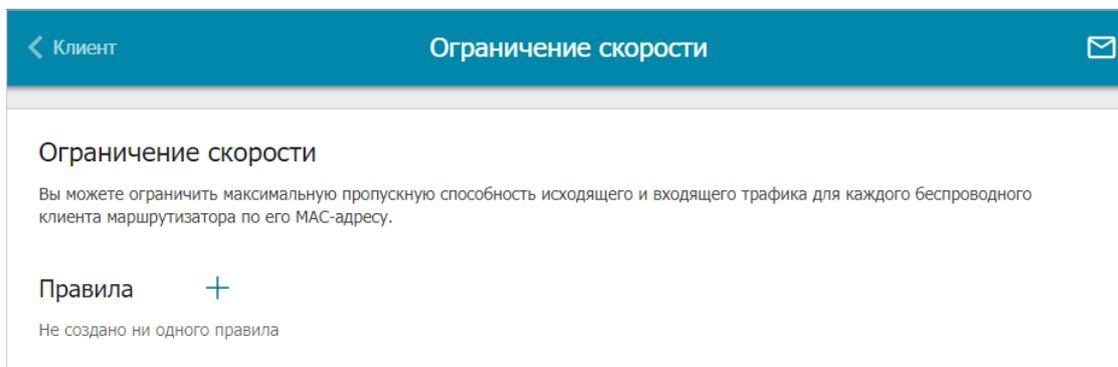 Клиент
Ограничение скорости
Ограничение скорости
Вы можете ограничить максимальную пропускную способность исходящего и входящего трафика для каждого беспроводного
клиента маршрутизатора по его MAC-адресу.
Правила
Не создано ни одного правила